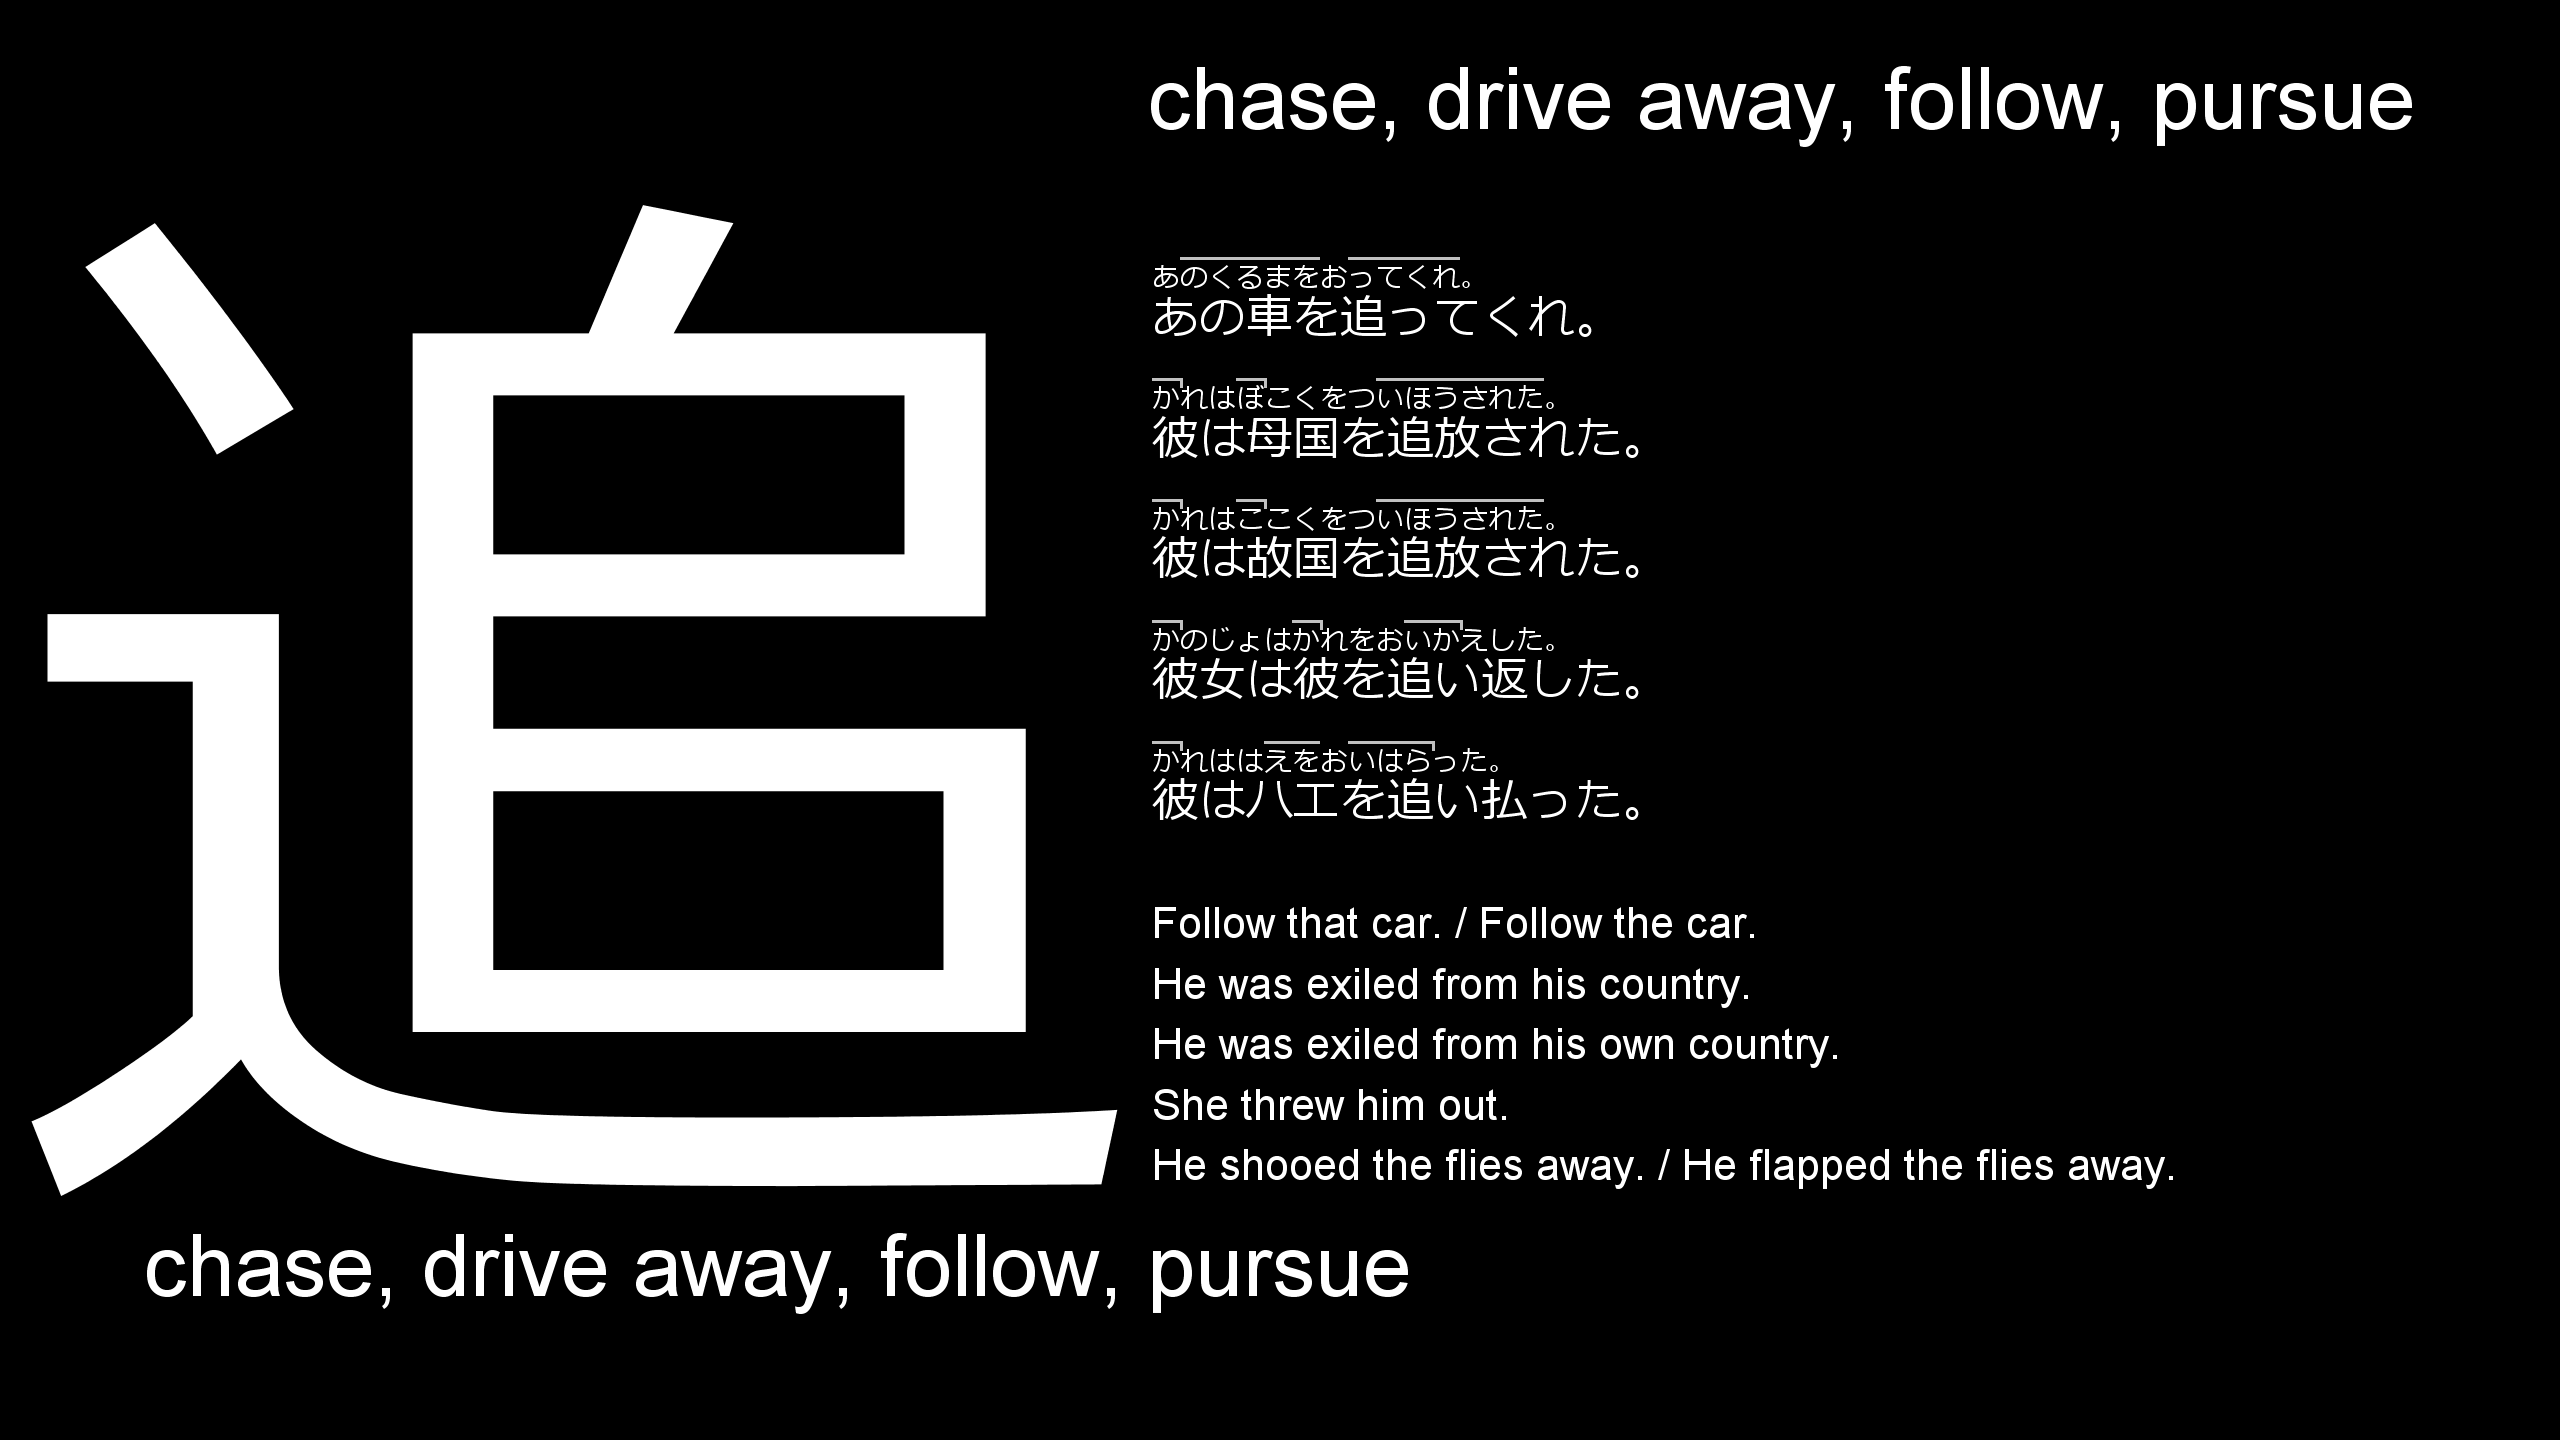 追
chase, drive away, follow, pursue
chase, drive away, follow, pursue
あのくるまをおってくれ。
あの車を追ってくれ。
かれはぼこくをついほうされた。
彼は母国を追放された。
かれはここくをついほうされた。
彼は故国を追放された。
かのじょはかれをおいかえした。
彼女は彼を追い返した。
かれははえをおいはらった。
彼はハエを追い払った。
Follow that car. / Follow the car.
He was exiled from his country.
He was exiled from his own country.
She threw him out.
He shooed the flies away. / He flapped the flies away.